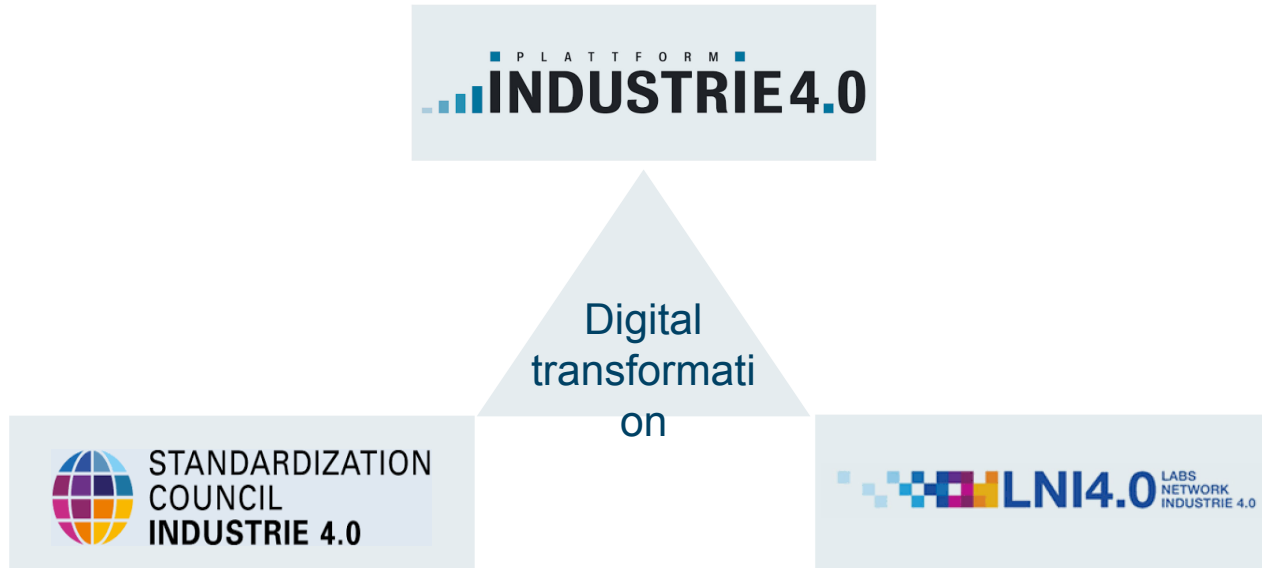 PLATTFORM
INDUSTRIE4.0
Digital
transformati
on
STANDARDIZATION
COUNCIL
INDUSTRIE 4.0
LNI4.0
LABS
NETWORK
INDUSTRIE 4.0